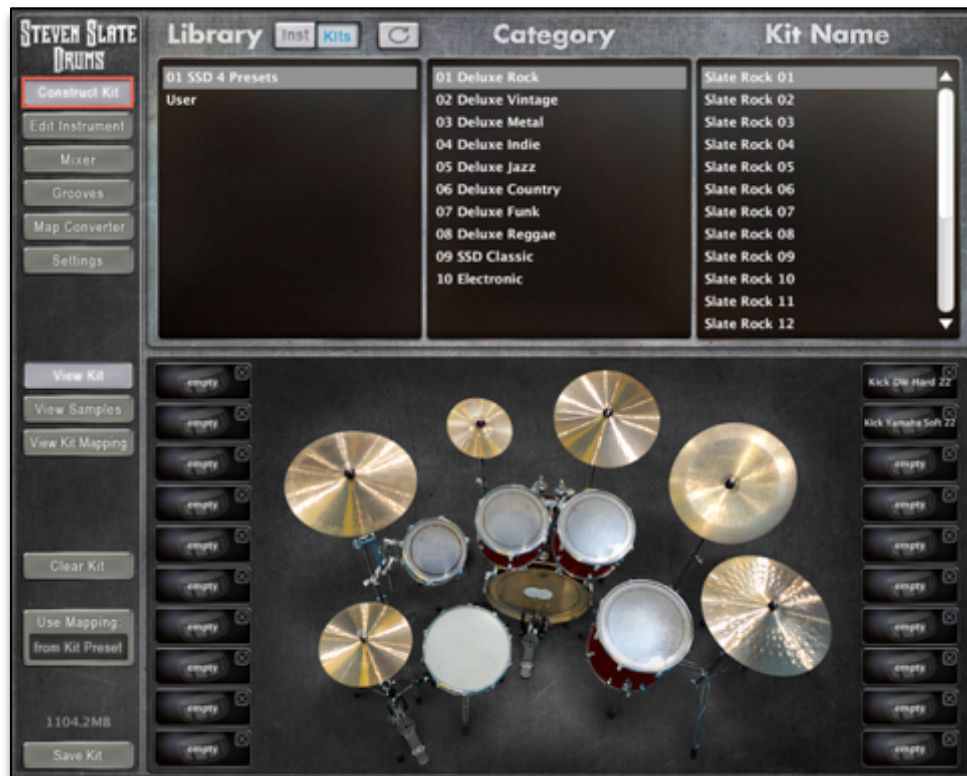 STEVEN SLATE
DRUMS
Construct Kit
Edit Instrument
Mixer
Grooves
Map Converter
Settings
View Kit
View Samples
View Kit Mapping
Clear Kit
Use Mapping:
from Kit Preset
1104.2MB
Save Kit
Library Inst Kits
01 SSD 4 Presets
User
Category
01 Deluxe Rock
02 Deluxe Vintage
03 Deluxe Metal
04 Deluxe Indie
05 Deluxe Jazz
06 Deluxe Country
07 Deluxe Funk
08 Deluxe Reggae
09 SSD Classic
10 Electronic
Kit Name
Slate Rock 01
Slate Rock 02
Slate Rock 03
Slate Rock 04
Slate Rock 05
Slate Rock 06
Slate Rock 07
Slate Rock 08
Slate Rock 09
Slate Rock 10
Slate Rock 11
Slate Rock 12
empty
empty
empty
empty
empty
empty
empty
empty
empty
empty
Kick DW Hard 22
Kick Yamaha Soft 22
empty
empty
empty
empty
empty
empty
empty
empty